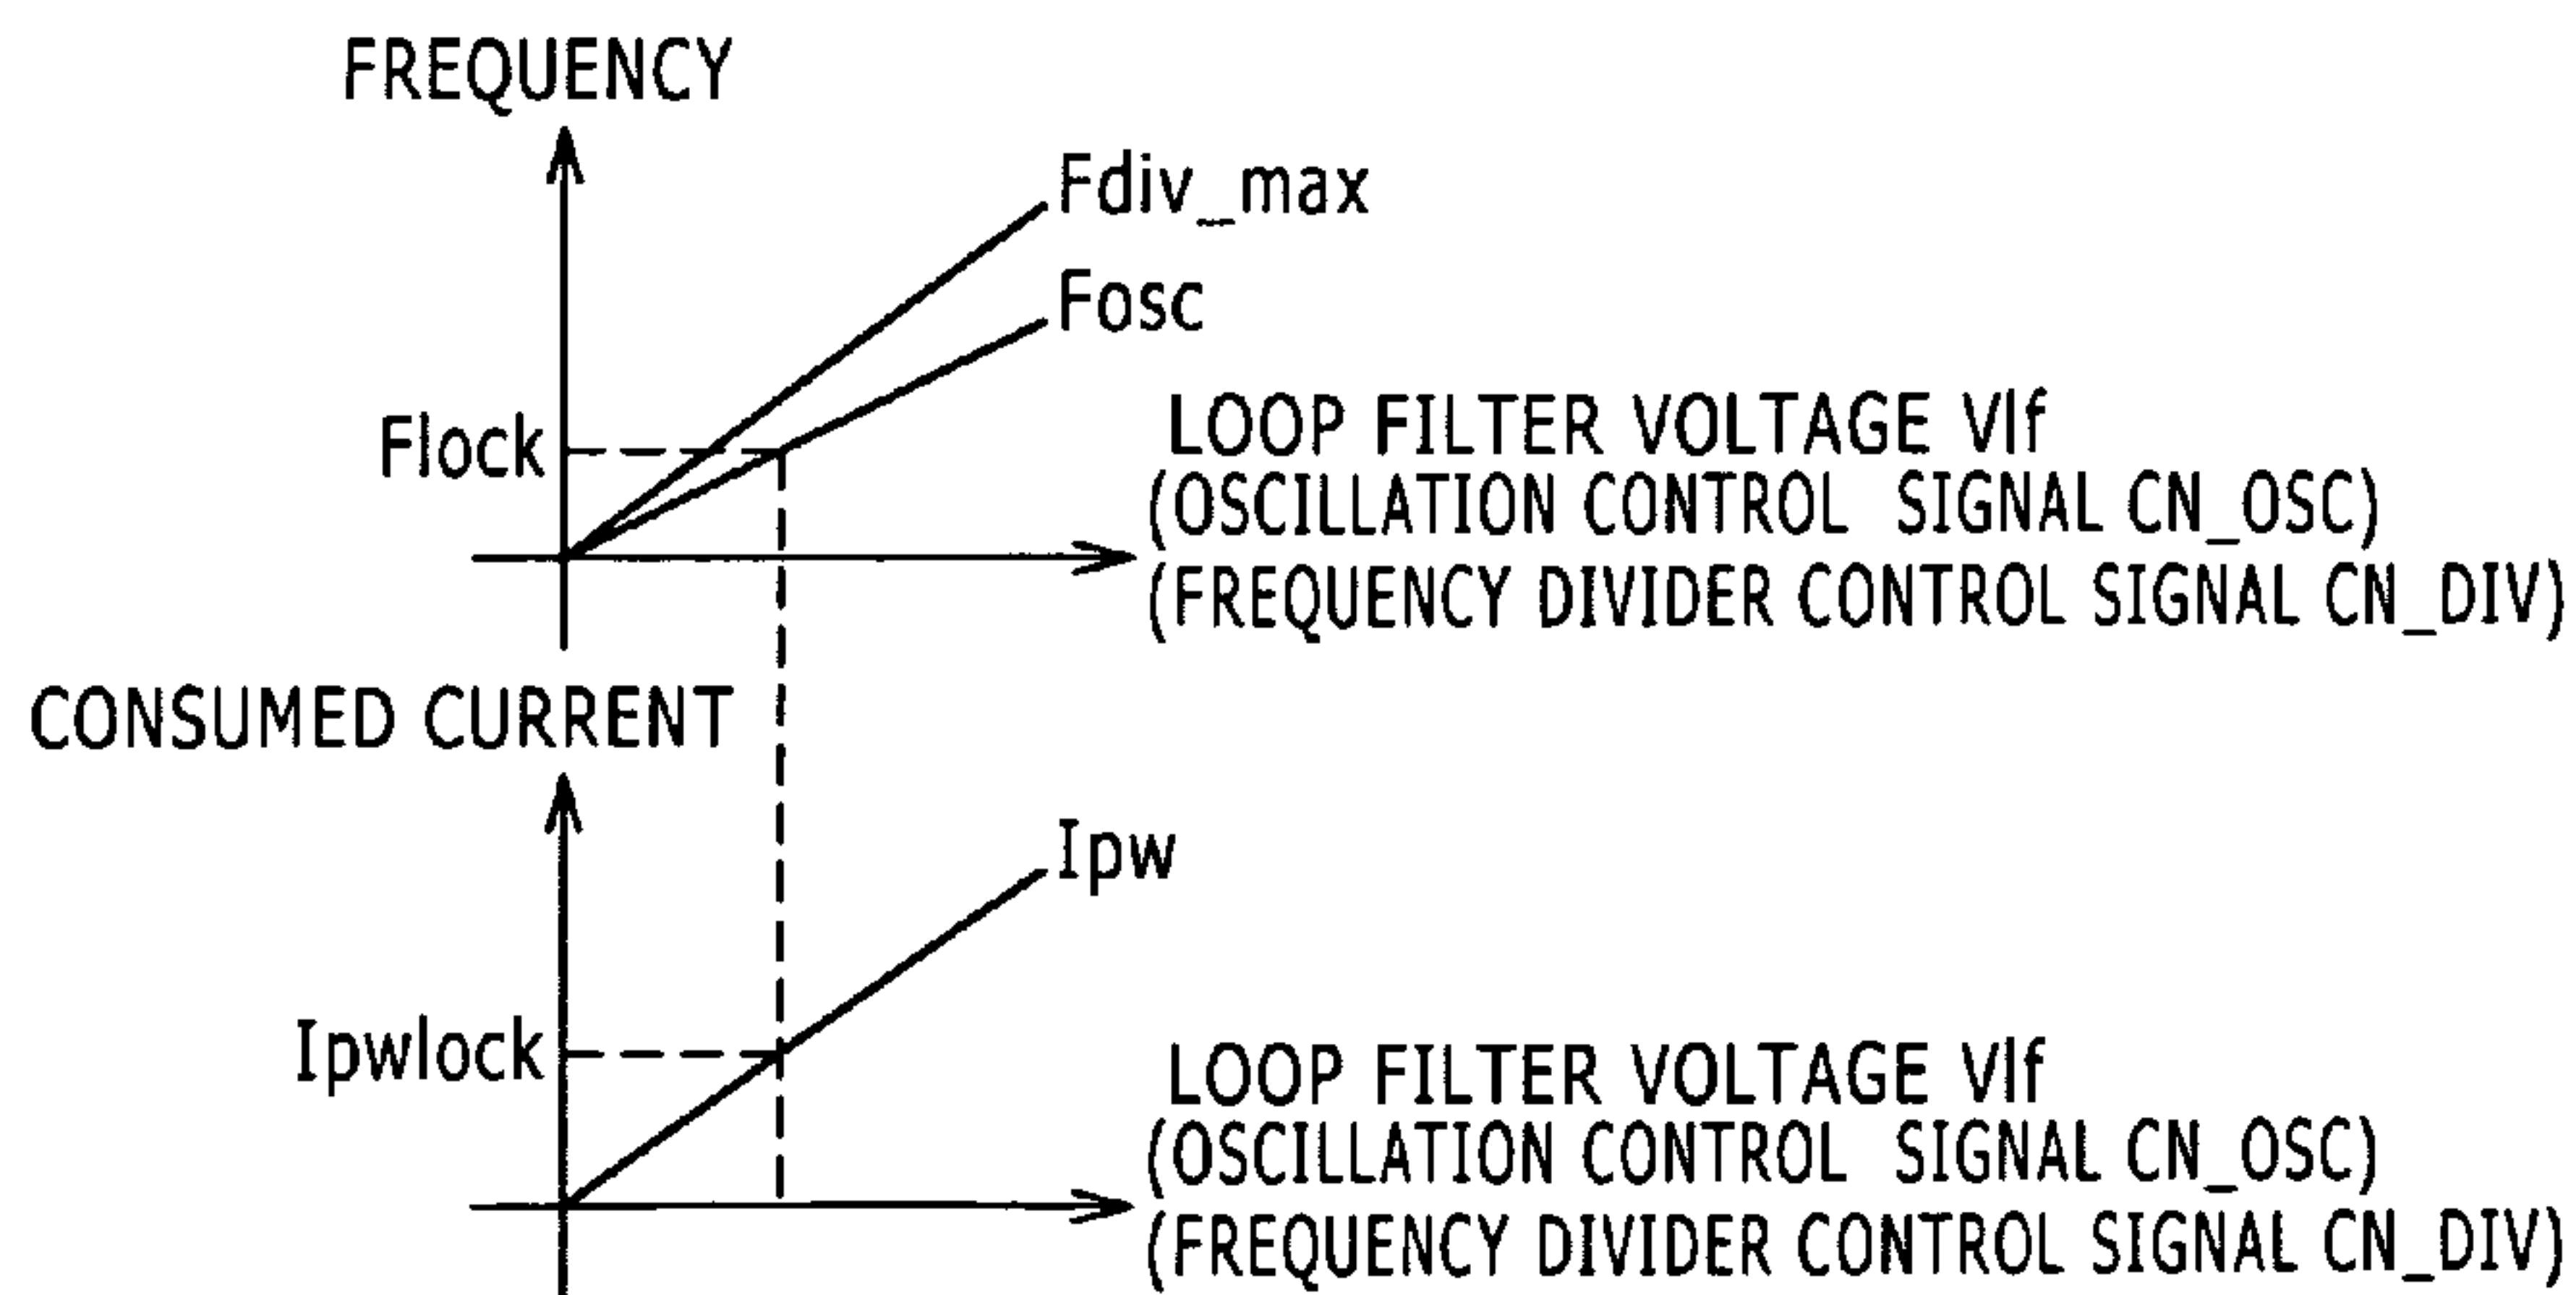 FREQUENCY
Fdiv_max
Fosc
Flock
LOOP FILTER VOLTAGE Vlf
(OSCILLATION CONTROL SIGNAL CN_OSC)
(FREQUENCY DIVIDER CONTROL SIGNAL CN_DIV)
CONSUMED CURRENT
Ipw
Ipwlock
LOOP FILTER VOLTAGE Vlf
(OSCILLATION CONTROL SIGNAL CN_OSC)
(FREQUENCY DIVIDER CONTROL SIGNAL CN_DIV)